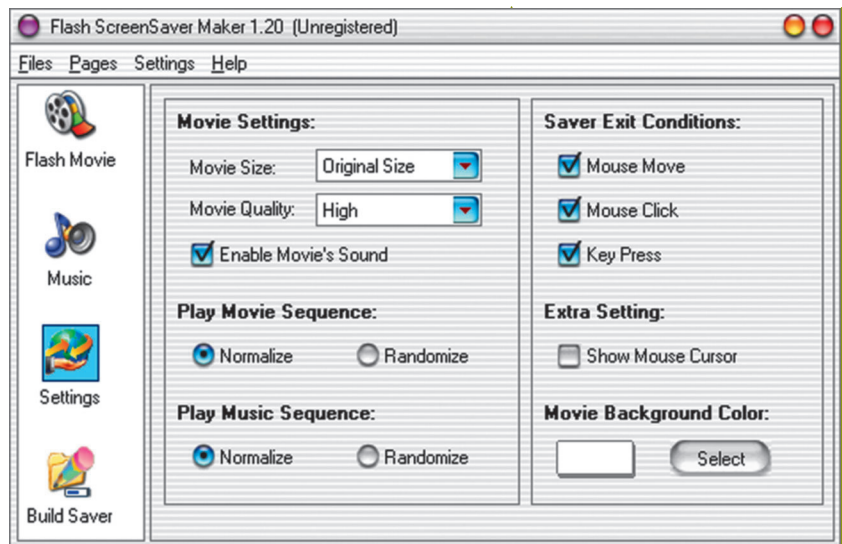 Flash ScreenSaver Maker 1.20 (Unregistered)
Files Pages Settings Help
Flash Movie
Music
Settings
Build Saver
Movie Settings:
Movie Size: Original Size
Movie Quality: High
Enable Movie's Sound
Play Movie Sequence:
Normalize Randomize
Play Music Sequence:
Normalize Randomize
Saver Exit Conditions:
Mouse Move
Mouse Click
Key Press
Extra Setting:
Show Mouse Cursor
Movie Background Color:
Select